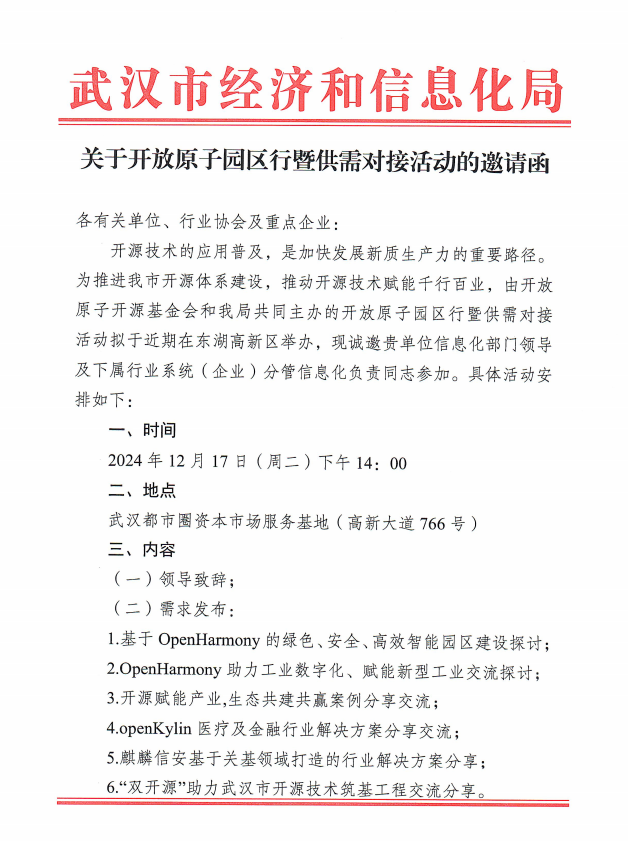 武汉市经济和信息化局
关于开放原子园区行暨供需对接活动的邀请函
各有关单位、行业协会及重点企业：
开源技术的应用普及，是加快发展新质生产力的重要路径。
为推进我市开源体系建设，推动开源技术赋能千行百业，由开放
原子开源基金会和我局共同主办的开放原子园区行暨供需对接
活动拟于近期在东湖高新区举办，现诚邀贵单位信息化部门领导
及下属行业系统（企业）分管信息化负责同志参加。具体活动安
排如下：
一、时间
2024 年 12 月 17 日（周二）下午 14：00
二、地点
武汉都市圈资本市场服务基地（高新大道 766 号）
三、内容
（一）领导致辞；
（二）需求发布：
1.基于 OpenHarmony 的绿色、安全、高效智能园区建设探讨；
2.OpenHarmony 助力工业数字化、赋能新型工业交流探讨；
3.开源赋能产业,生态共建共赢案例分享交流；
4.openKylin 医疗及金融行业解决方案分享交流；
5.麒麟信安基于关基领域打造的行业解决方案分享；
6.“双开源”助力武汉市开源技术筑基工程交流分享。